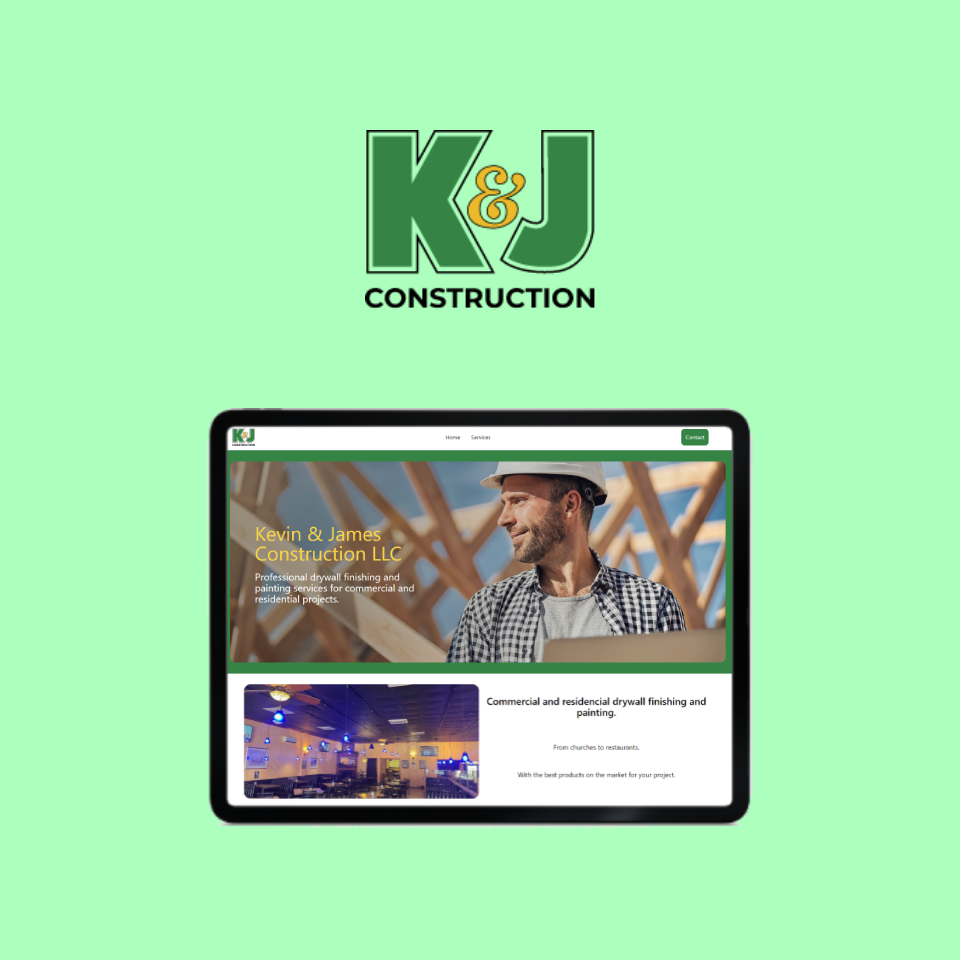 K&J
CONSTRUCTION
K&J
CONSTRUCTION
Home Services Contact
Kevin & James
Construction LLC
Professional drywall finishing and
painting services for commercial and
residential projects.
Commercial and residencial drywall finishing and
painting.
From churches to restaurants.
With the best products on the market for your project.